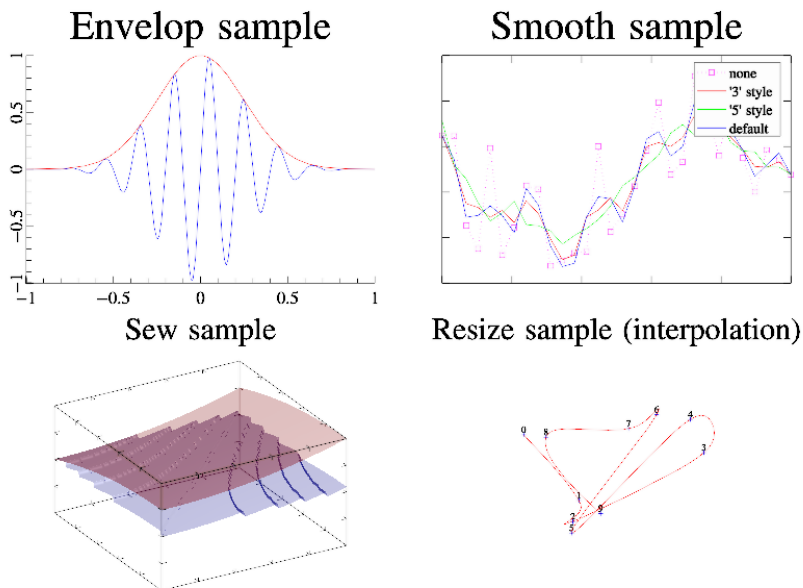 Envelop sample
Smooth sample
1
0.5
0
−0.5
−1
−1
−0.5
0
0.5
1
none
'3' style
'5' style
default
Sew sample
Resize sample (interpolation)
0
8
7
6
4
3
1
2
9
5